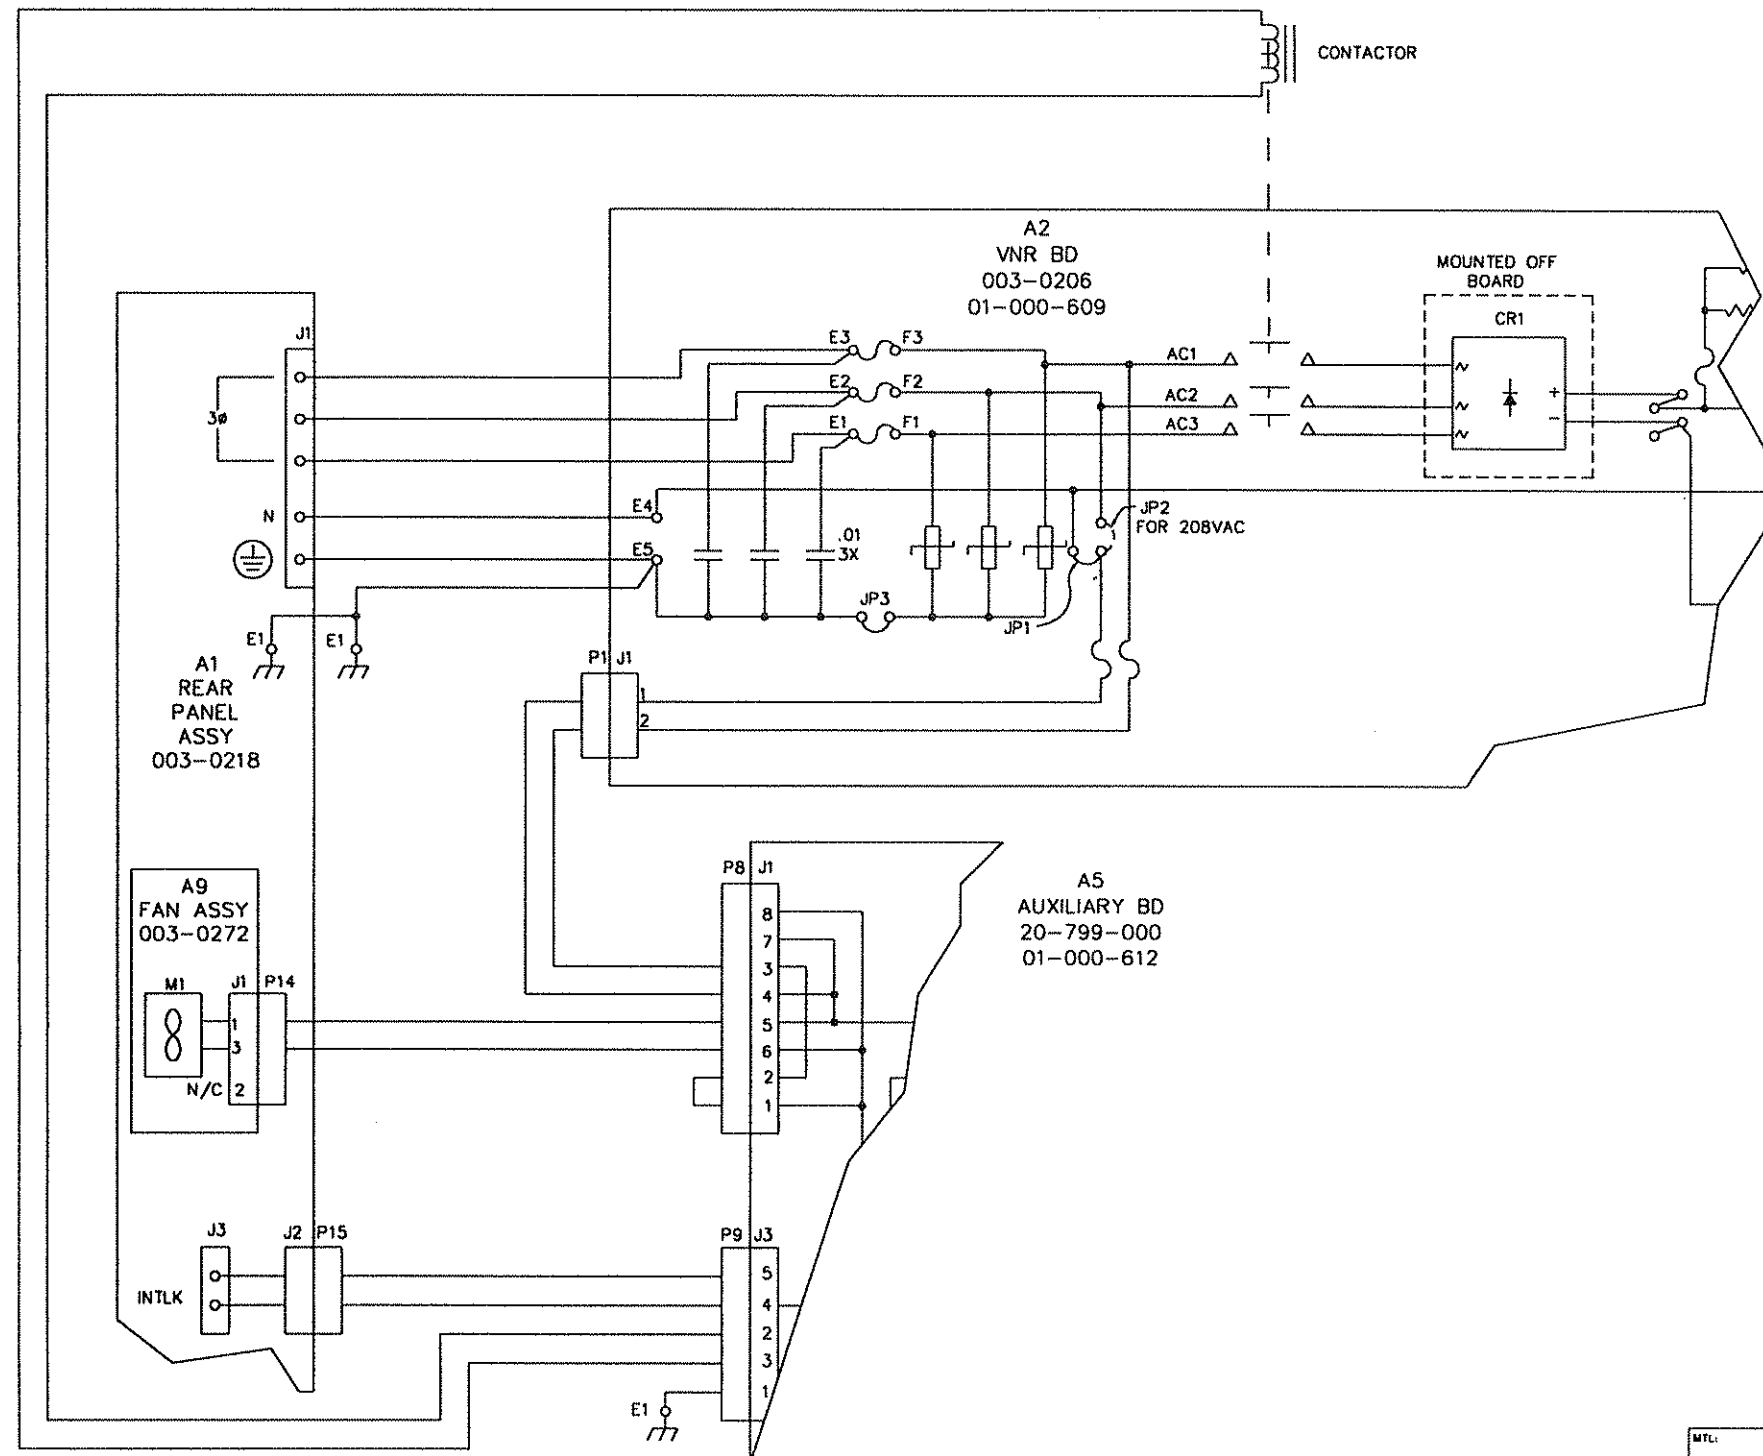 CONTACTOR
A2
VNR BD
003-0206
01-000-609
MOUNTED OFF
BOARD
CR1
+
−
J1
3ø
N
E3
F3
E2
F2
E1
F1
E4
E5
.01
3X
AC1
AC2
AC3
JP2
FOR 208VAC
JP3
JP1
E1
E1
A1
REAR
PANEL
ASSY
003-0218
P1
J1
1
2
A9
FAN ASSY
003-0272
M1
J1
P14
1
3
N/C
2
P8
J1
8
7
3
4
5
6
2
1
A5
AUXILIARY BD
20-799-000
01-000-612
J3
J2
P15
INTLK
P9
J3
5
4
2
3
1
E1
MTL: